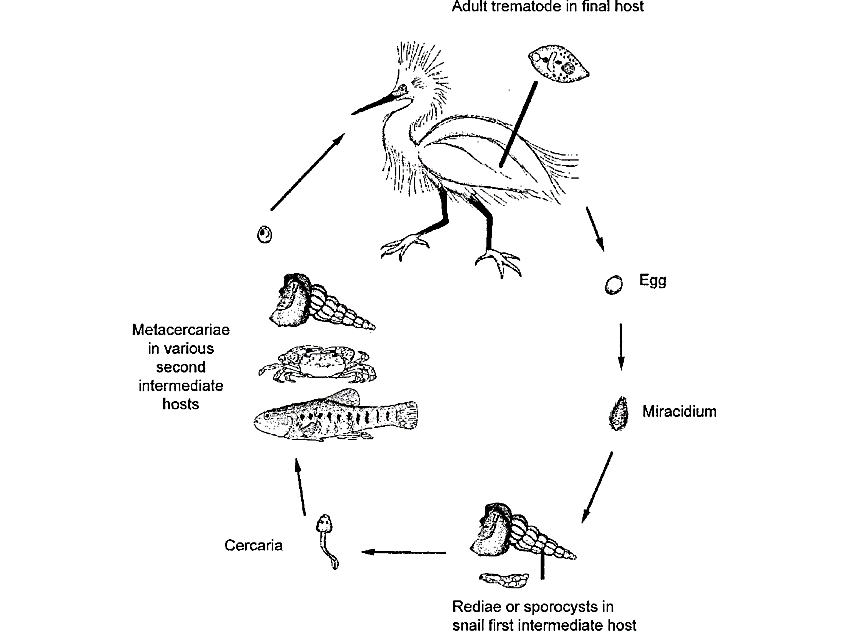 Adult trematode in final host
Egg
Miracidium
Rediae or sporocysts in
snail first intermediate host
Cercaria
Metacercariae
in various
second
intermediate
hosts